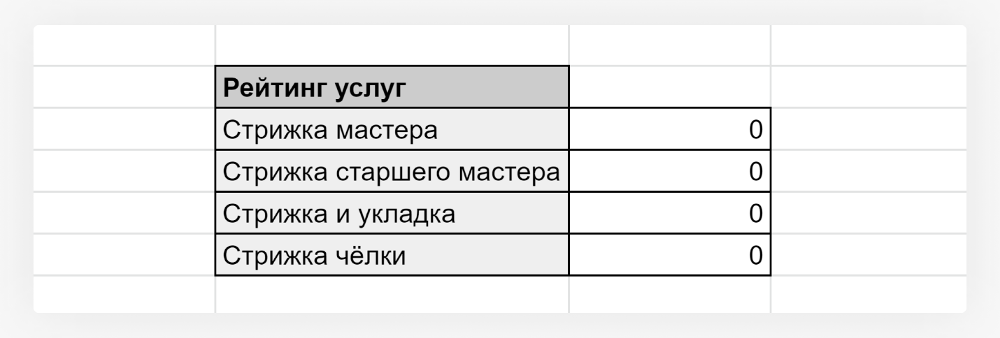 Рейтинг услуг
Стрижка мастера 0
Стрижка старшего мастера 0
Стрижка и укладка 0
Стрижка чёлки 0